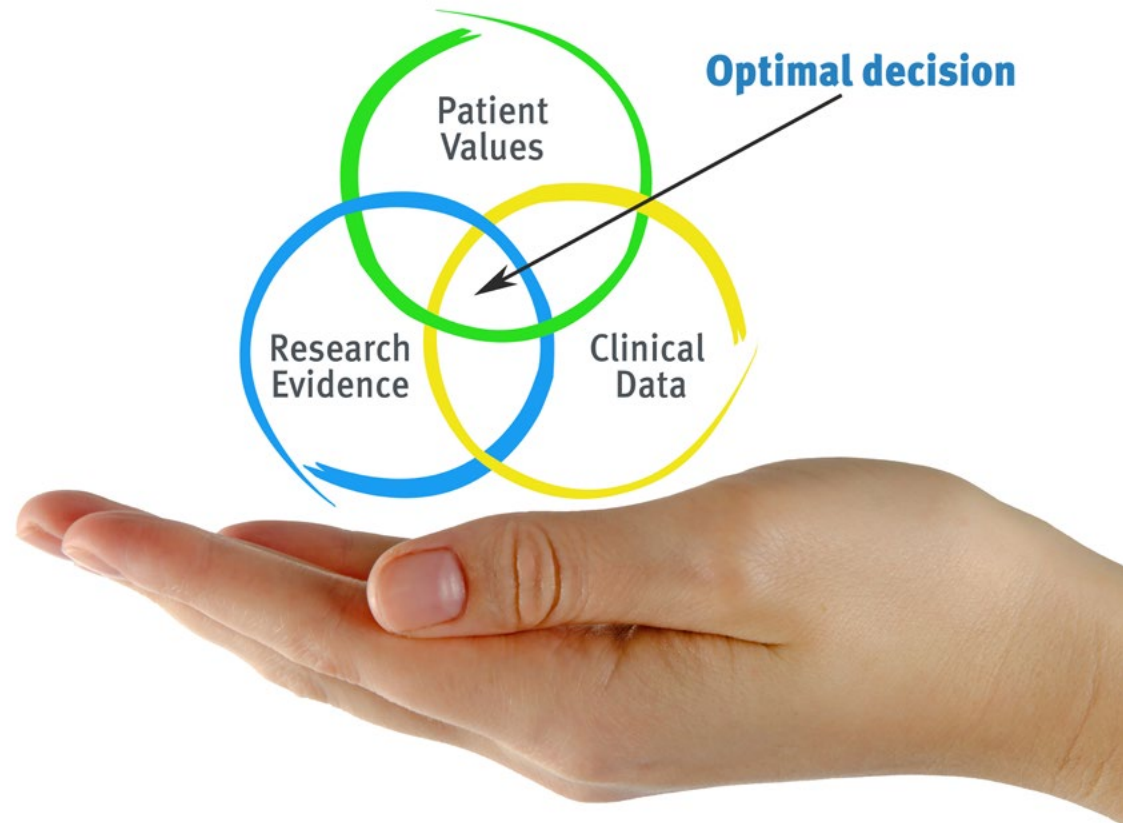 Optimal decision
Patient
Values
Research
Evidence
Clinical
Data